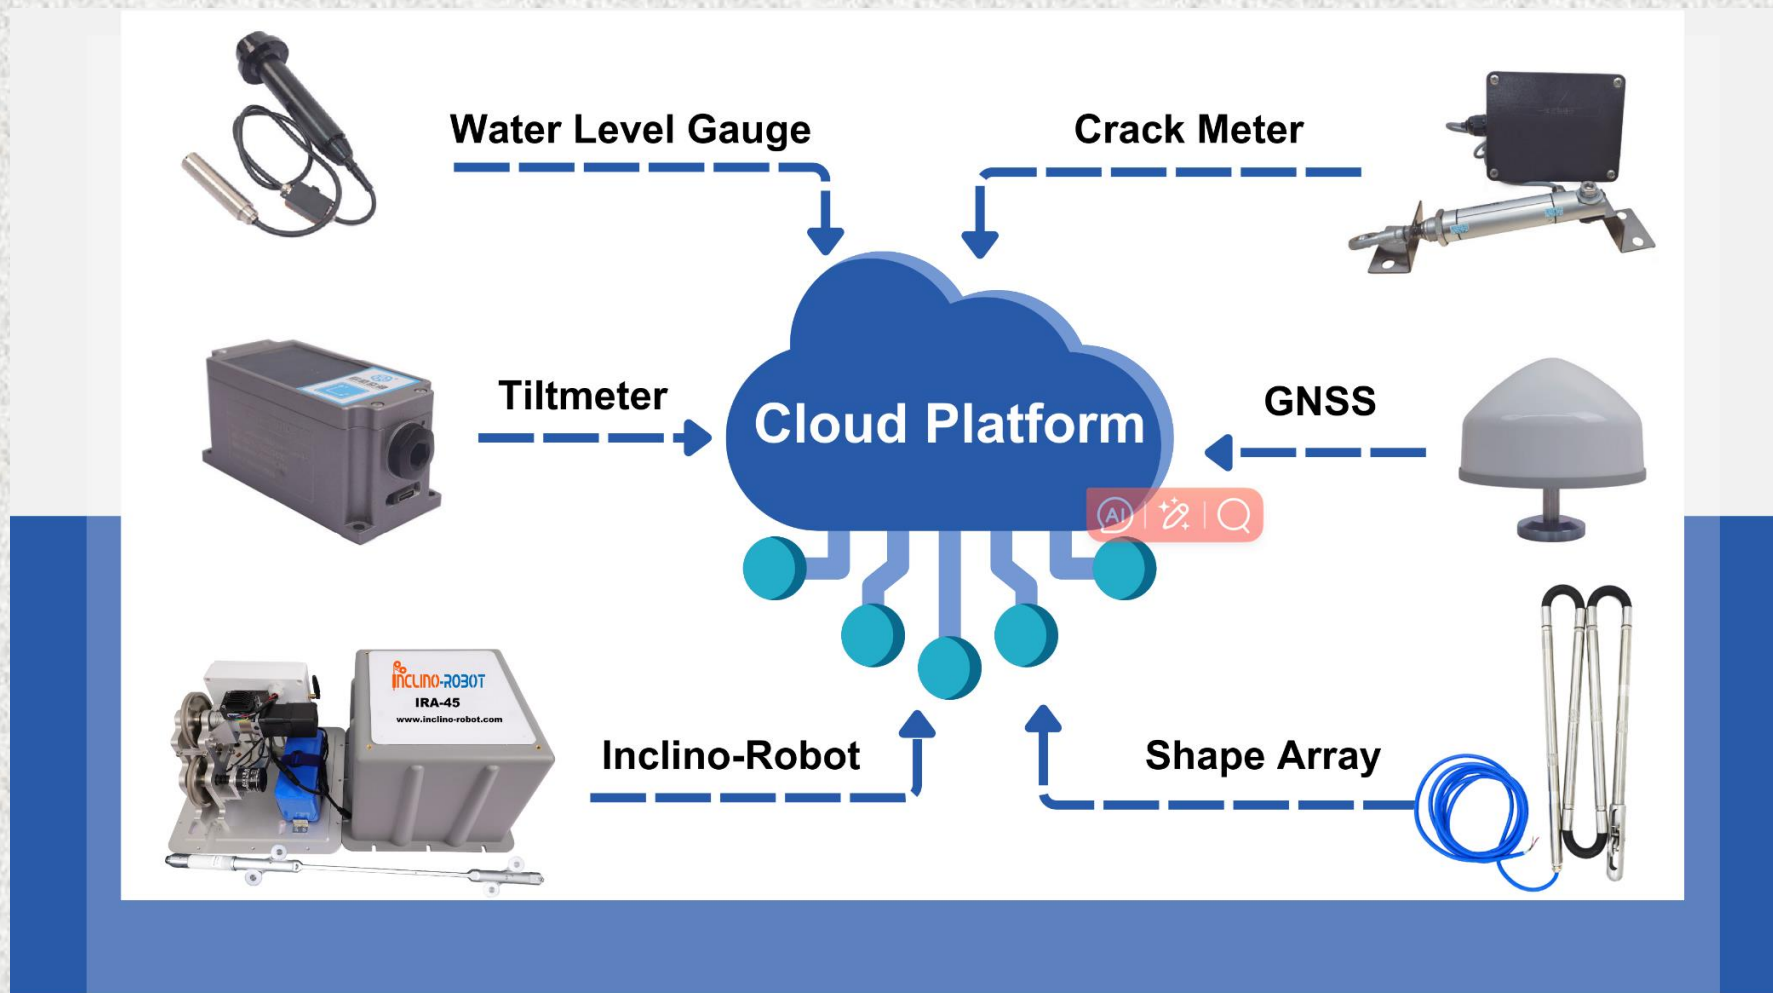 Water Level Gauge
Crack Meter
Tiltmeter
Cloud Platform
GNSS
AI
INCLINO-ROBOT
IRA-45
www.inclino-robot.com
Inclino-Robot
Shape Array